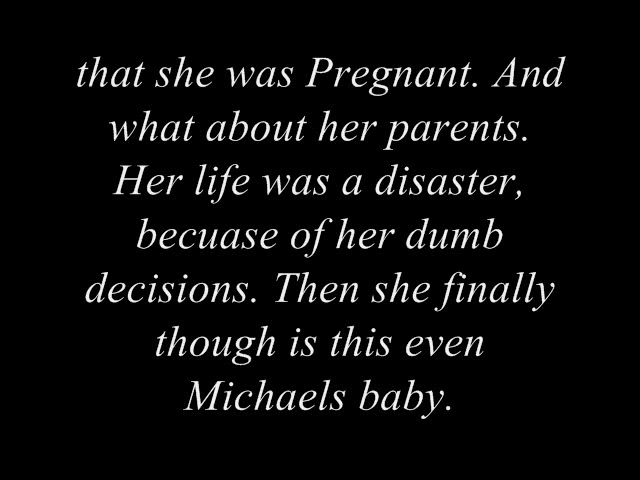 that she was Pregnant. And
what about her parents.
Her life was a disaster,
becuase of her dumb
decisions. Then she finally
though is this even
Michaels baby.